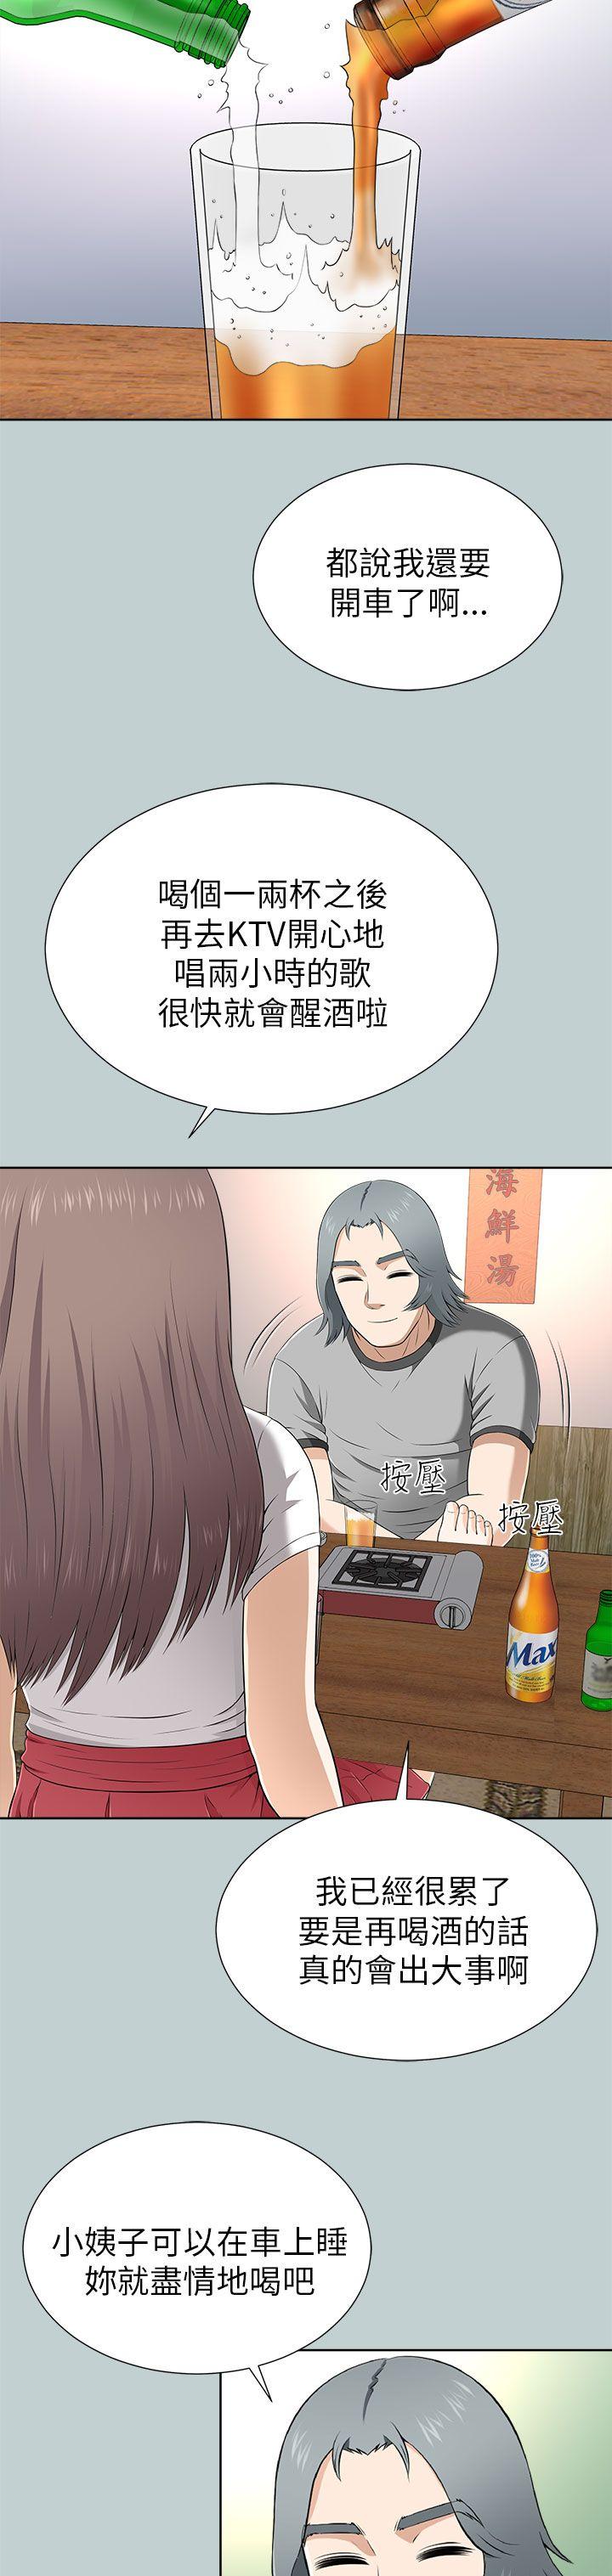 都說我還要
開車了啊…
喝個一兩杯之後
再去KTV開心地
唱兩小時的歌
很快就會醒酒啦
海鮮湯
按壓
按壓
Max
我已經很累了
要是再喝酒的話
真的會出大事啊
小姨子可以在車上睡
妳就盡情地喝吧